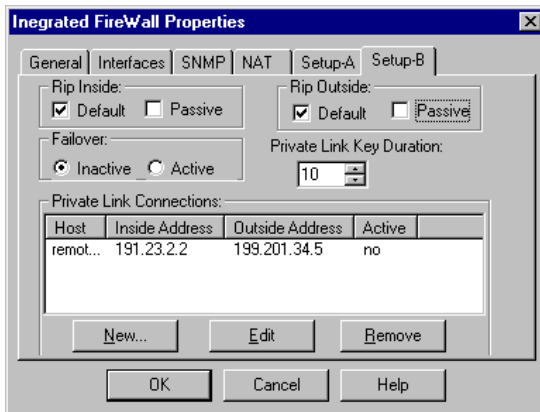 Inegrated FireWall Properties
General Interfaces SNMP NAT Setup-A Setup-B
Rip Inside:
Default Passive
Rip Outside:
Default Passive
Failover:
Inactive Active
Private Link Key Duration:
10
Private Link Connections:
Host Inside Address Outside Address Active
remot... 191.23.2.2 199.201.34.5 no
New... Edit Remove
OK Cancel Help